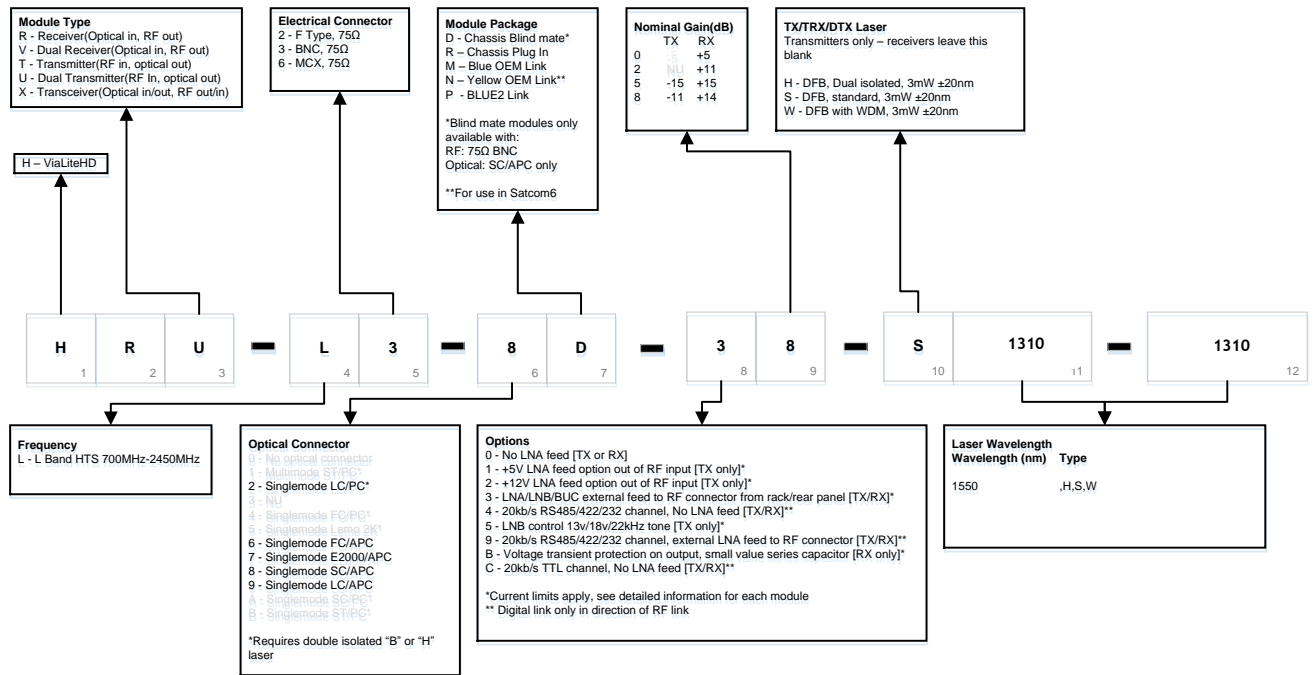 Module Type
R - Receiver(Optical in, RF out)
V - Dual Receiver(Optical in, RF out)
T - Transmitter(RF in, optical out)
U - Dual Transmitter(RF In, optical out)
X - Transceiver(Optical in/out, RF out/in)
Electrical Connector
2 - F Type, 75Ω
3 - BNC, 75Ω
6 - MCX, 75Ω
Module Package
D - Chassis Blind mate*
R – Chassis Plug In
M – Blue OEM Link
N – Yellow OEM Link**
P - BLUE2 Link
*Blind mate modules only
available with:
RF: 75Ω BNC
Optical: SC/APC only
**For use in Satcom6
Nominal Gain(dB)
TX RX
0 -5 +5
2 NU +11
5 -15 +15
8 -11 +14
TX/TRX/DTX Laser
Transmitters only – receivers leave this
blank
H - DFB, Dual isolated, 3mW ±20nm
S - DFB, standard, 3mW ±20nm
W - DFB with WDM, 3mW ±20nm
H – ViaLiteHD
H R U - L 3 - 8 D - 3 8 - S 1310 - 1310
1 2 3 4 5 6 7 8 9 10 11 12
Frequency
L - L Band HTS 700MHz-2450MHz
Optical Connector
0 - No optical connector
1 - Multimode ST/PC*
2 - Singlemode LC/PC*
3 - NU
4 - Singlemode FC/PC*
5 - Singlemode Lemo 2K*
6 - Singlemode FC/APC
7 - Singlemode E2000/APC
8 - Singlemode SC/APC
9 - Singlemode LC/APC
A - Singlemode SC/PC*
B - Singlemode ST/PC*
*Requires double isolated “B” or “H”
laser
Options
0 - No LNA feed [TX or RX]
1 - +5V LNA feed option out of RF input [TX only]*
2 - +12V LNA feed option out of RF input [TX only]*
3 - LNA/LNB/BUC external feed to RF connector from rack/rear panel [TX/RX]*
4 - 20kb/s RS485/422/232 channel, No LNA feed [TX/RX]**
5 - LNB control 13v/18v/22kHz tone [TX only]*
9 - 20kb/s RS485/422/232 channel, external LNA feed to RF connector [TX/RX]**
B - Voltage transient protection on output, small value series capacitor [RX only]*
C - 20kb/s TTL channel, No LNA feed [TX/RX]**
*Current limits apply, see detailed information for each module
** Digital link only in direction of RF link
Laser Wavelength
Wavelength (nm) Type
1550 ,H,S,W